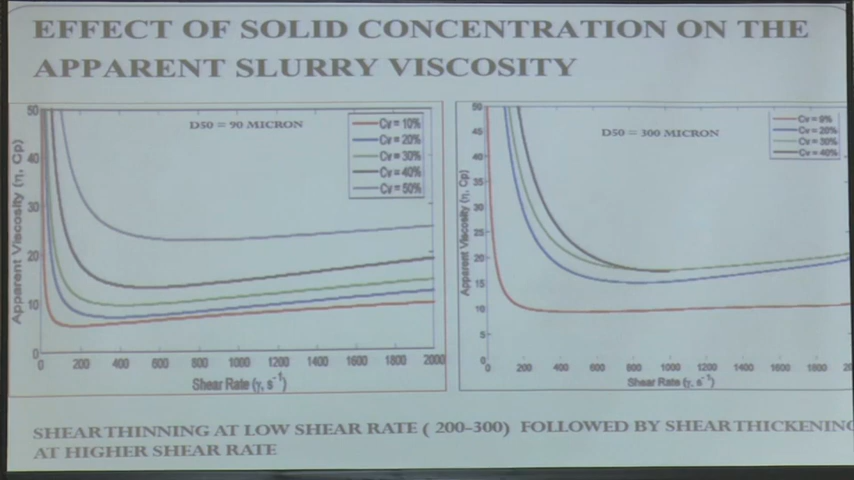 EFFECT OF SOLID CONCENTRATION ON THE
APPARENT SLURRY VISCOSITY
D50 = 90 MICRON
Cv = 10%
Cv = 20%
Cv = 30%
Cv = 40%
Cv = 50%
50
40
30
20
10
0
Apparent Viscosity (η, Cp)
0 200 400 600 800 1000 1200 1400 1600 1800 2000
Shear Rate (γ, s⁻¹)
D50 = 300 MICRON
Cv = 20%
Cv = 30%
Cv = 40%
50
45
40
35
30
25
20
15
10
5
0
Apparent Viscosity (η, Cp)
0 200 400 600 800 1000 1200 1400 1600 1800
Shear Rate (γ, s⁻¹)
SHEARTHINNING AT LOW SHEAR RATE ( 200-300) FOLLOWED BY SHEARTHICKENING
AT HIGHER SHEAR RATE